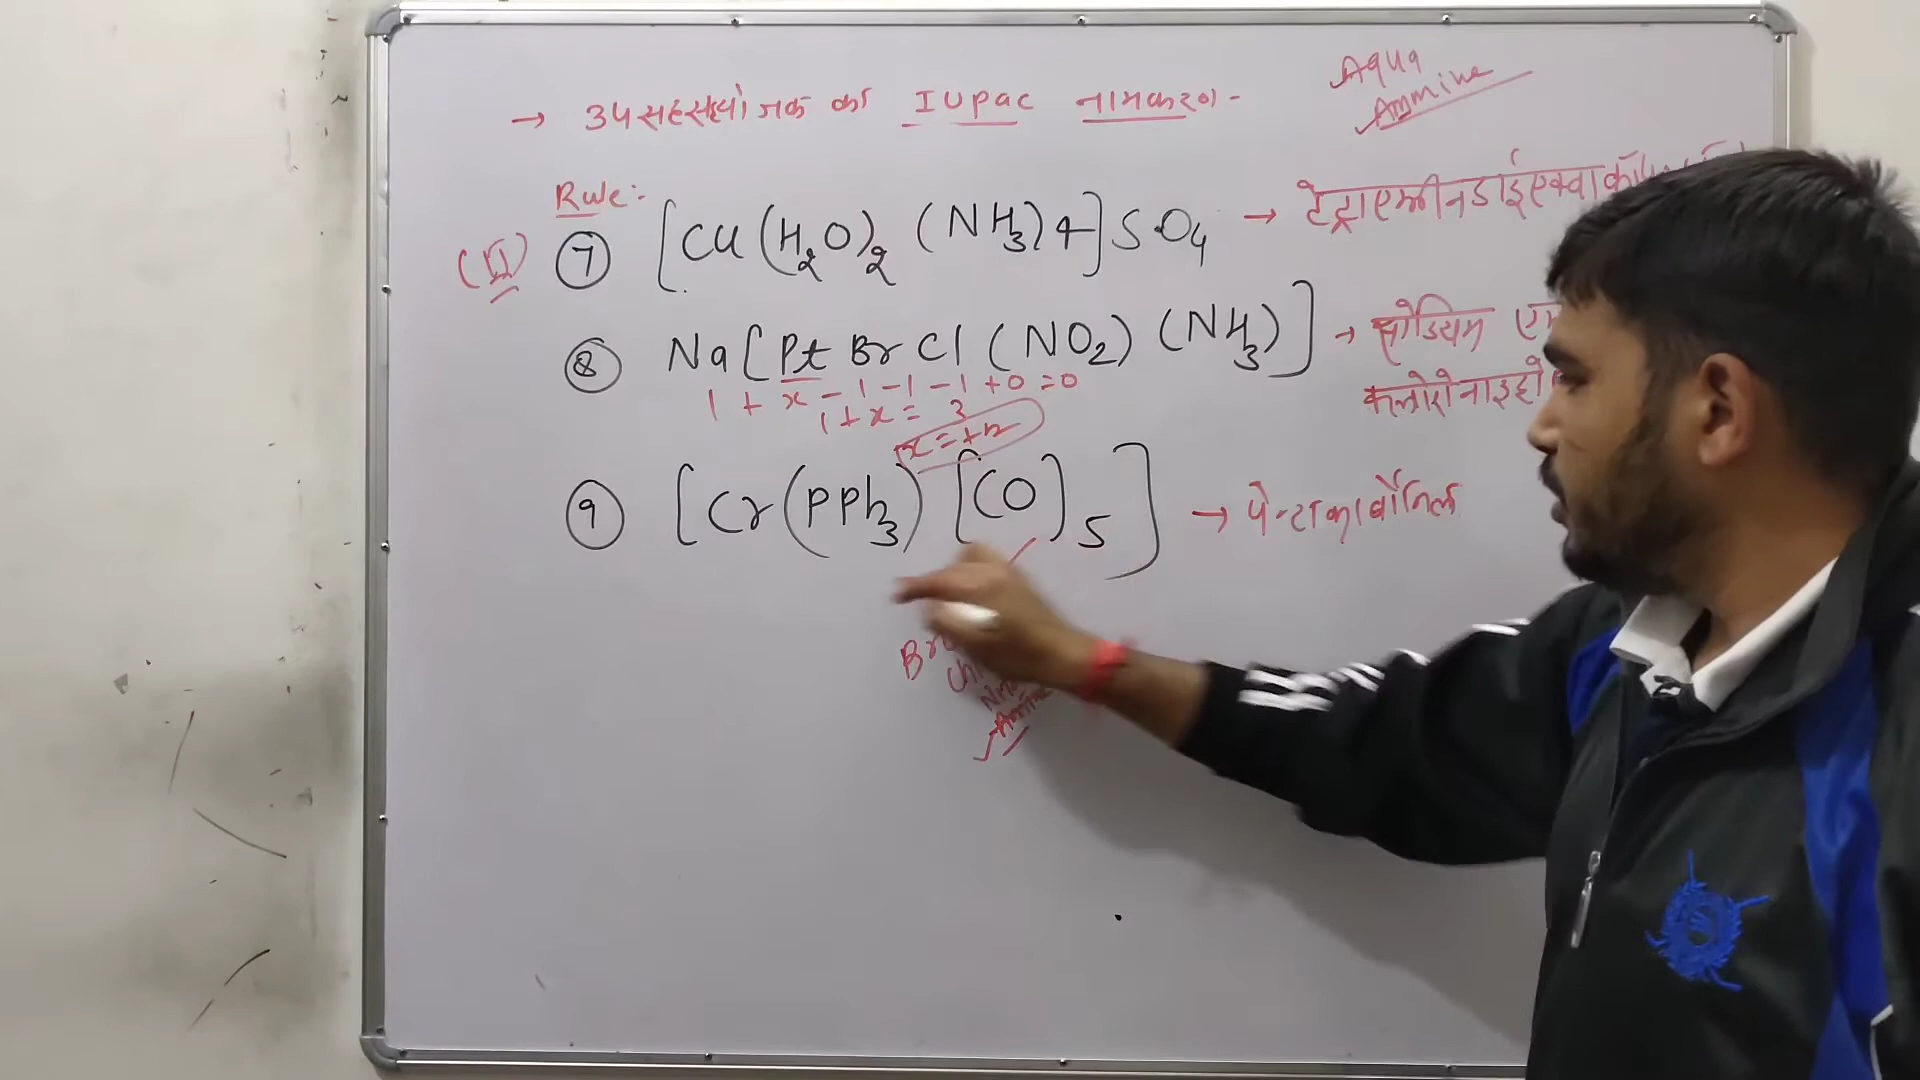 → उपसहसंयोजक का IUPac नामकरण -
Aqua
Ammine
Rule:-
(II) 7 [Cu(H₂O)₂ (NH₃)4]SO₄ → टेट्राएम्मीनडाईएक्वा
8 Na[Pt Br Cl (NO₂) (NH₃)] → सोडियम
1 + x - 1 - 1 - 1 + 0 = 0
1 + x = 3
x = +2
क्लोरोनाइट्रो
9 [Cr(PPh₃) [CO]₅] → पेन्टाकार्बोनिल